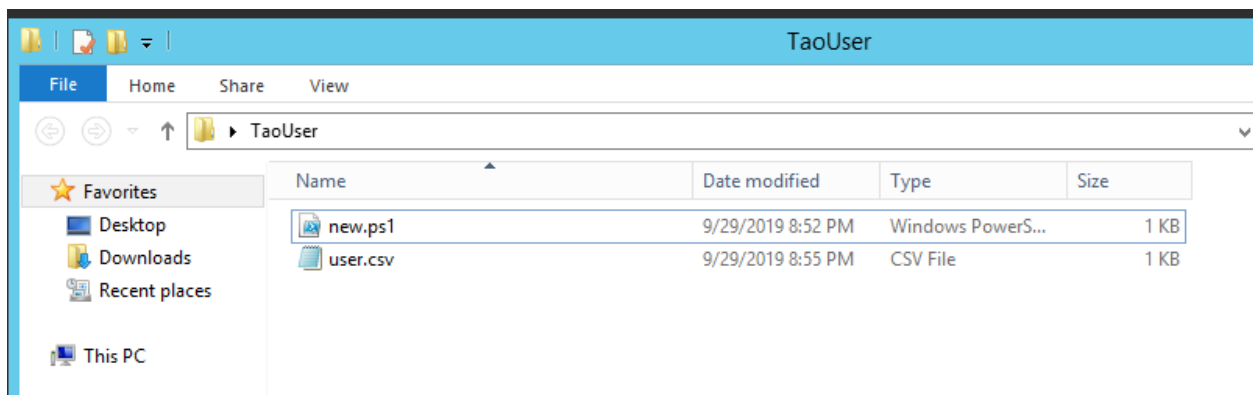 TaoUser
File Home Share View
TaoUser
Favorites
Desktop
Downloads
Recent places
This PC
Name Date modified Type Size
new.ps1 9/29/2019 8:52 PM Windows PowerS... 1 KB
user.csv 9/29/2019 8:55 PM CSV File 1 KB